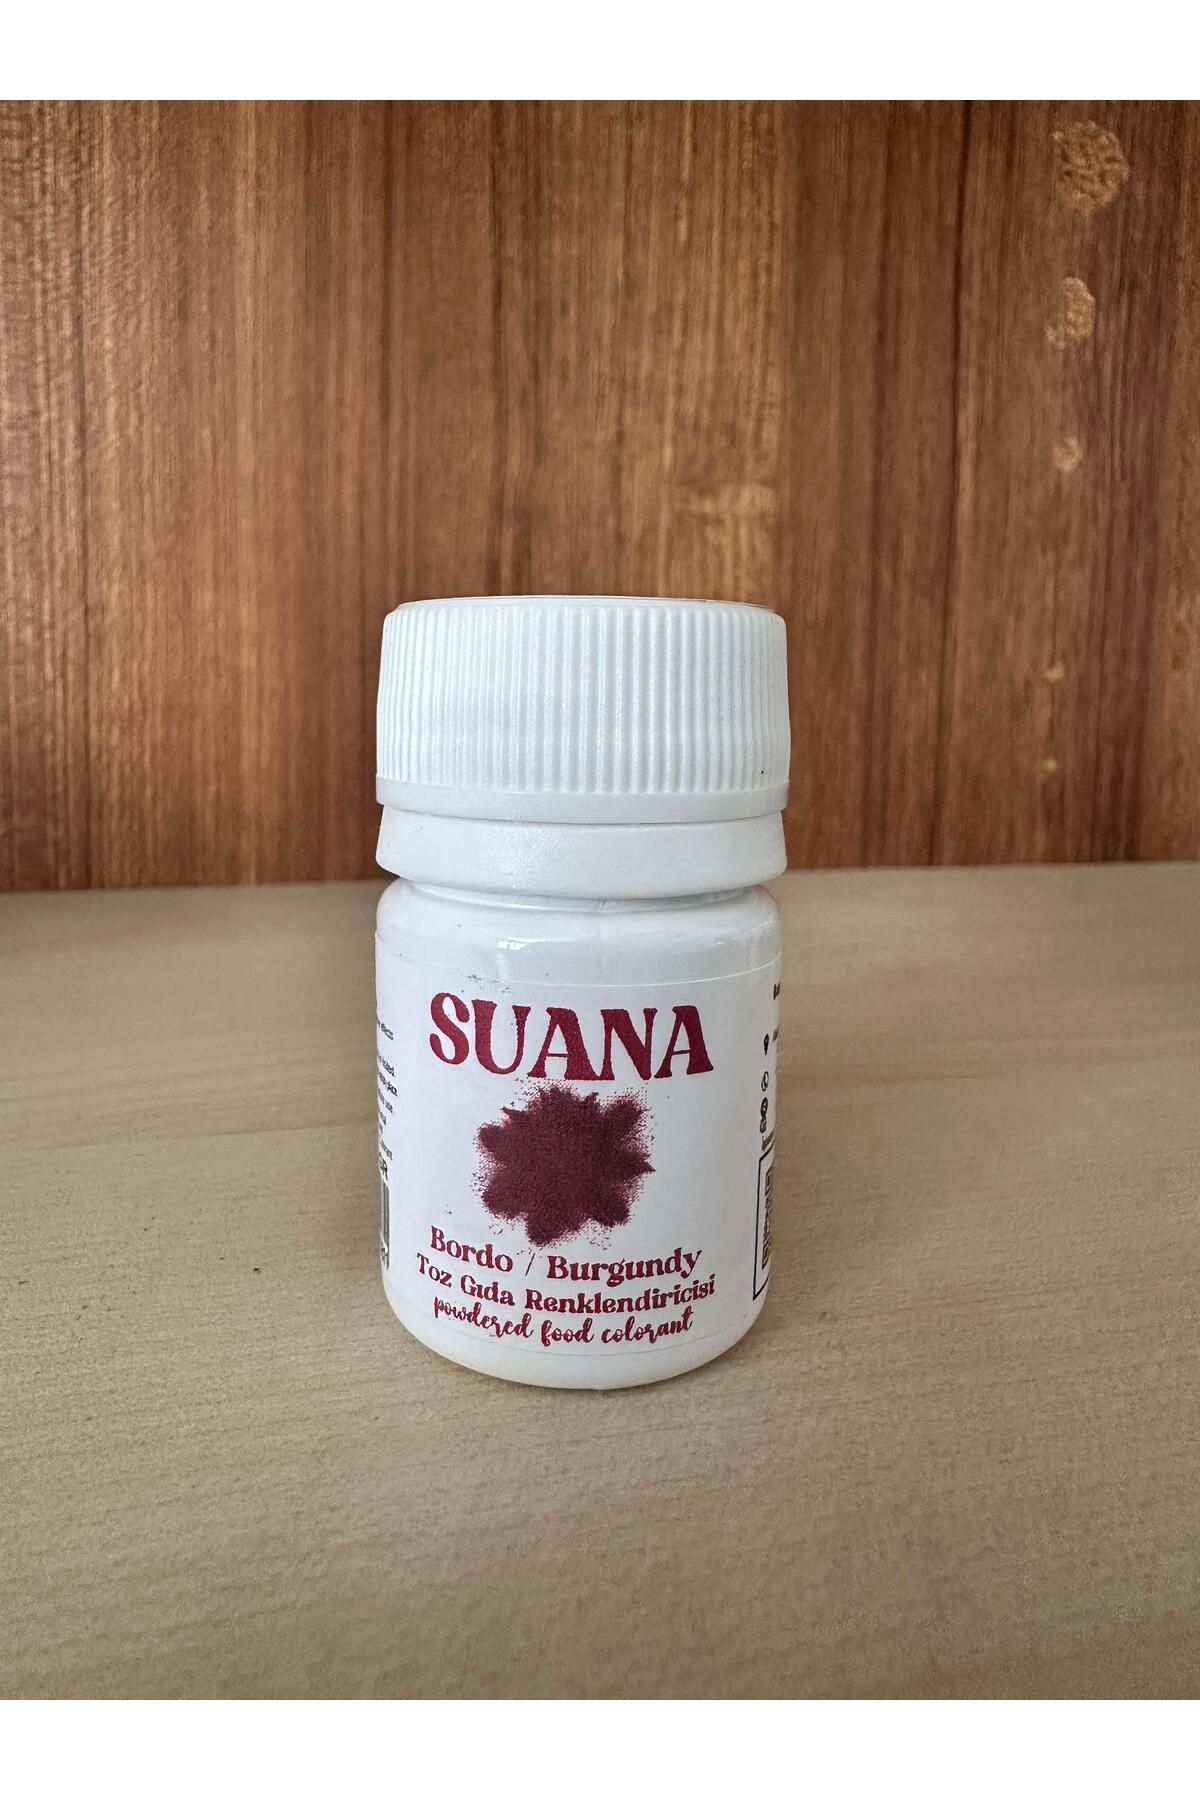 SUANA
Bordo / Burgundy
Toz Gıda Renklendiricisi
powdered food colorant